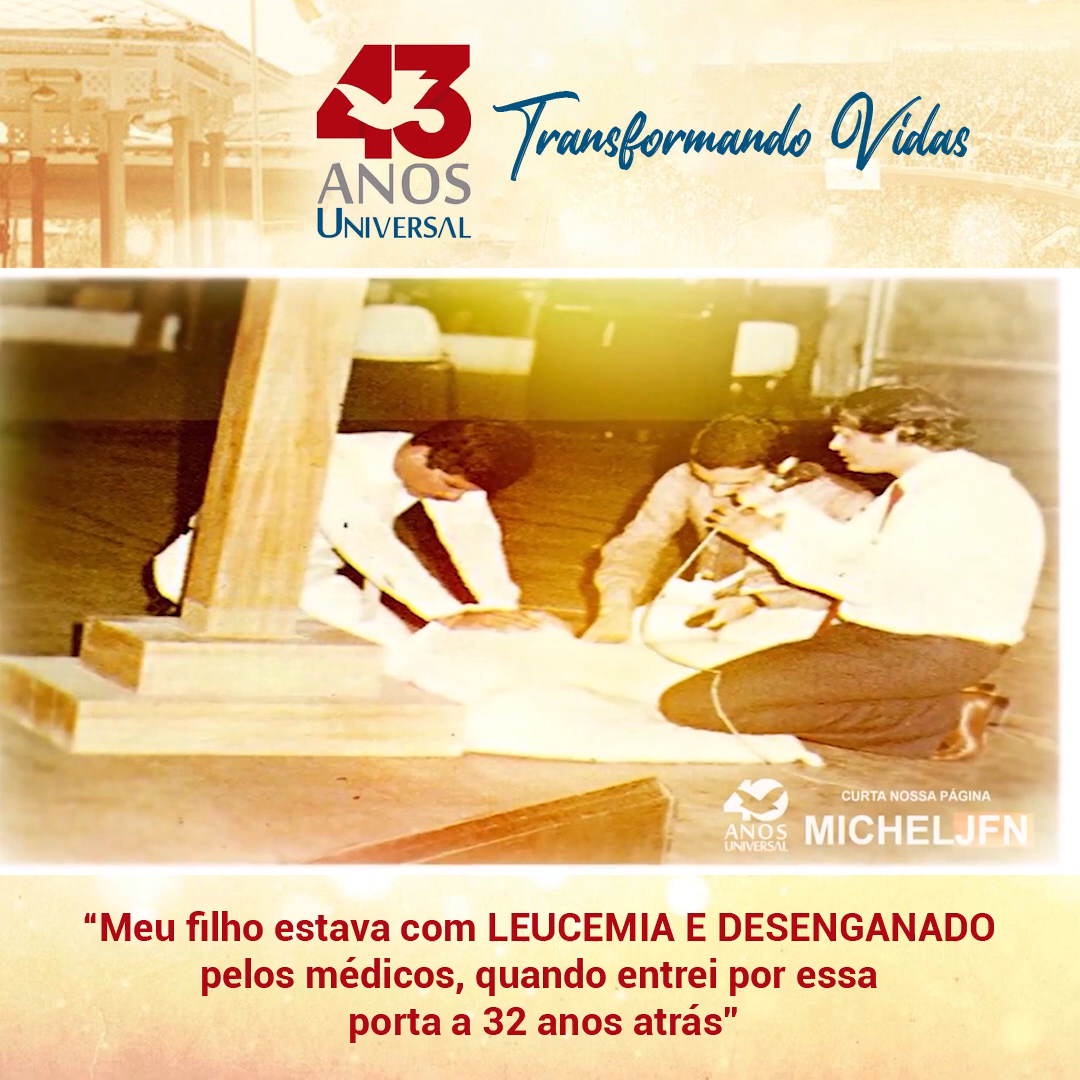 43
ANOS
UNIVERSAL
Transformando Vidas
40
ANOS
UNIVERSAL
CURTA NOSSA PÁGINA
MICHELJFN
“Meu filho estava com LEUCEMIA E DESENGANADO
pelos médicos, quando entrei por essa
porta a 32 anos atrás”